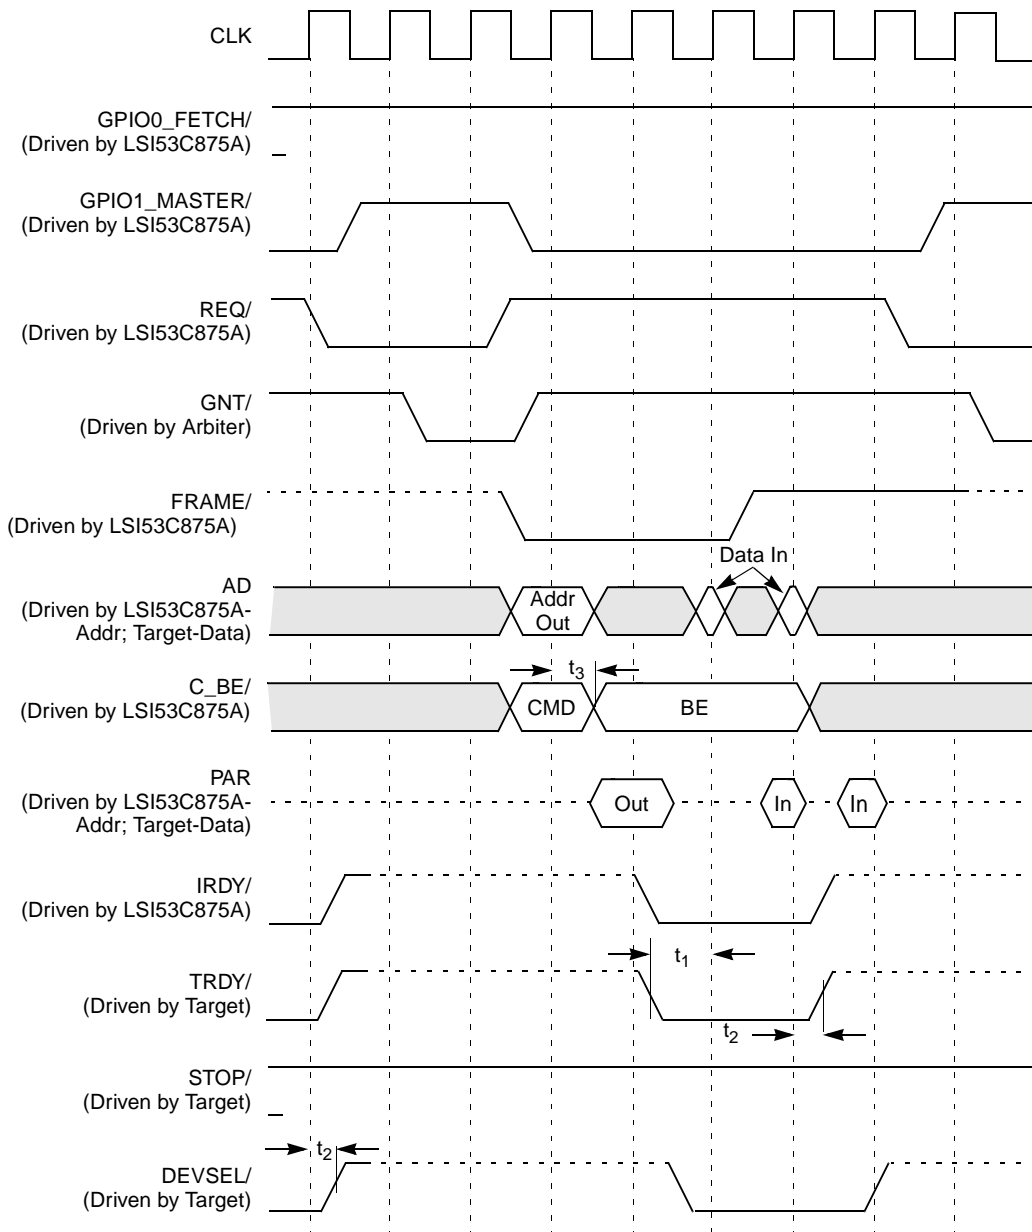 CLK
GPIO0_FETCH/
(Driven by LSI53C875A)
GPIO1_MASTER/
(Driven by LSI53C875A)
REQ/
(Driven by LSI53C875A)
GNT/
(Driven by Arbiter)
FRAME/
(Driven by LSI53C875A)
Data In
AD
(Driven by LSI53C875A-
Addr; Target-Data)
Addr
Out
t3
C_BE/
(Driven by LSI53C875A)
CMD
BE
PAR
(Driven by LSI53C875A-
Addr; Target-Data)
Out
In
In
IRDY/
(Driven by LSI53C875A)
t1
TRDY/
(Driven by Target)
t2
STOP/
(Driven by Target)
t2
DEVSEL/
(Driven by Target)